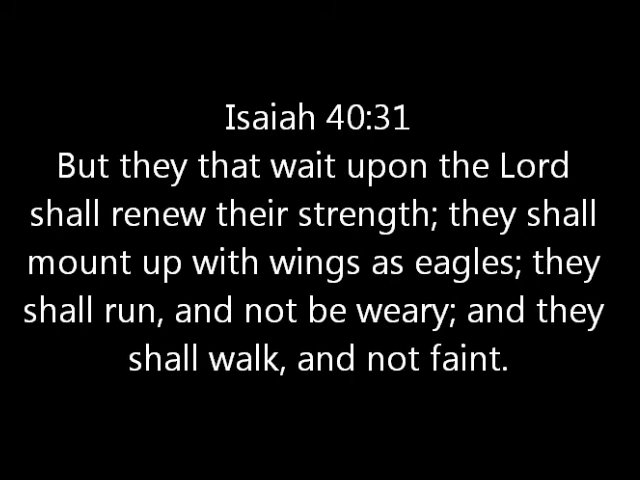 Isaiah 40:31
But they that wait upon the Lord
shall renew their strength; they shall
mount up with wings as eagles; they
shall run, and not be weary; and they
shall walk, and not faint.